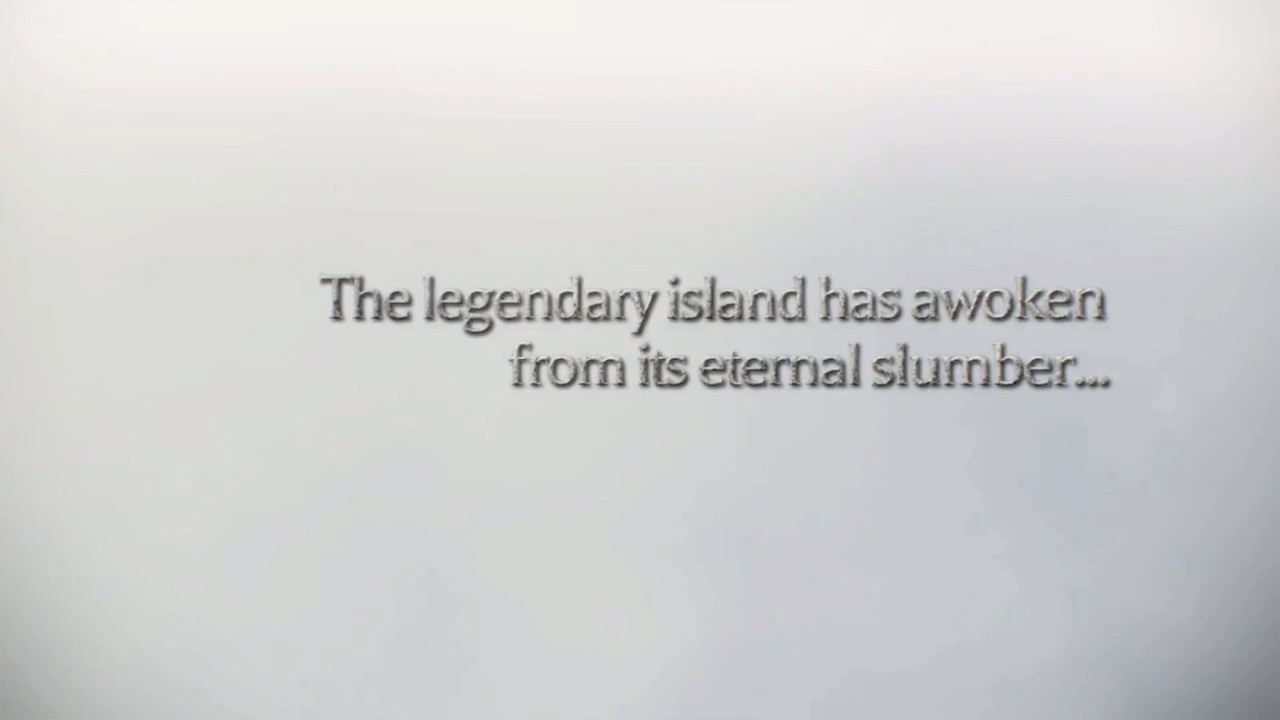 The legendary island has awoken
from its eternal slumber...